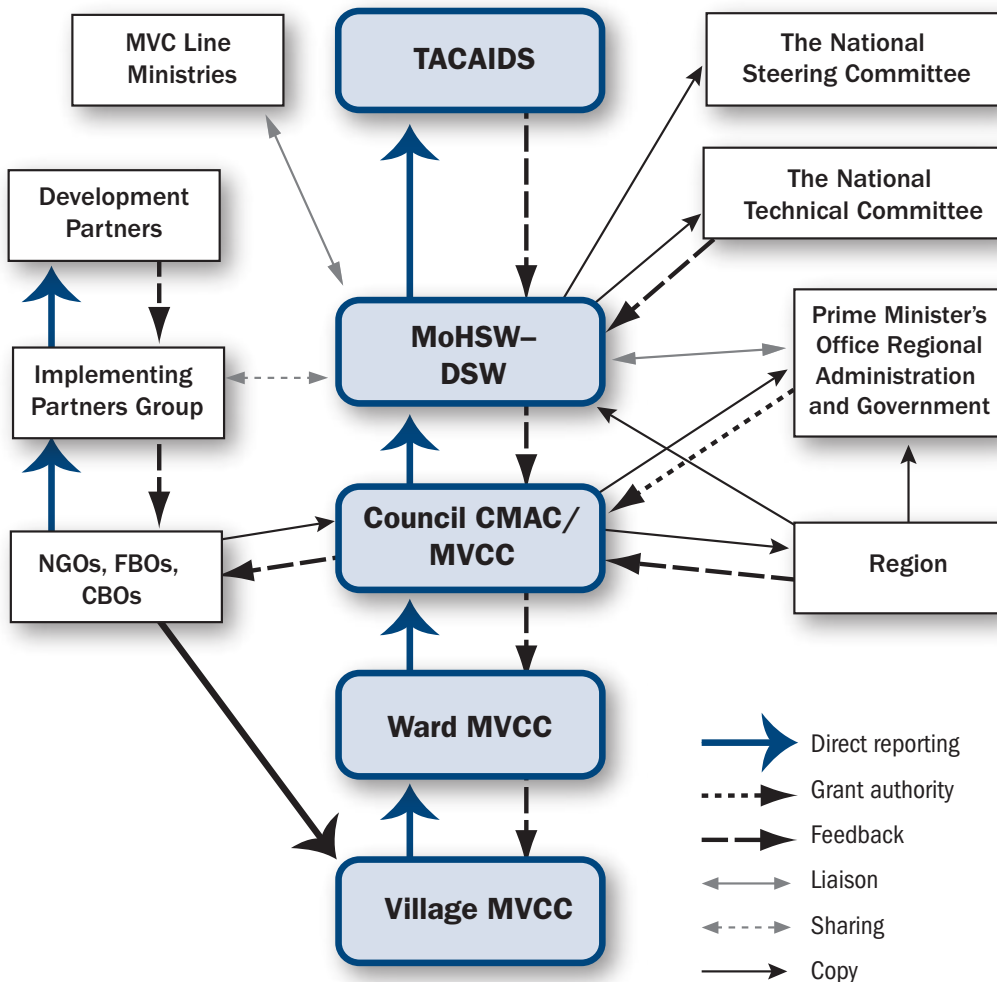 MVC Line
Ministries
TACAIDS
The National
Steering Committee
Development
Partners
The National
Technical Committee
MoHSW–
DSW
Prime Minister’s
Office Regional
Administration
and Government
Implementing
Partners Group
Council CMAC/
MVCC
NGOs, FBOs,
CBOs
Region
Ward MVCC
Village MVCC
Direct reporting
Grant authority
Feedback
Liaison
Sharing
Copy